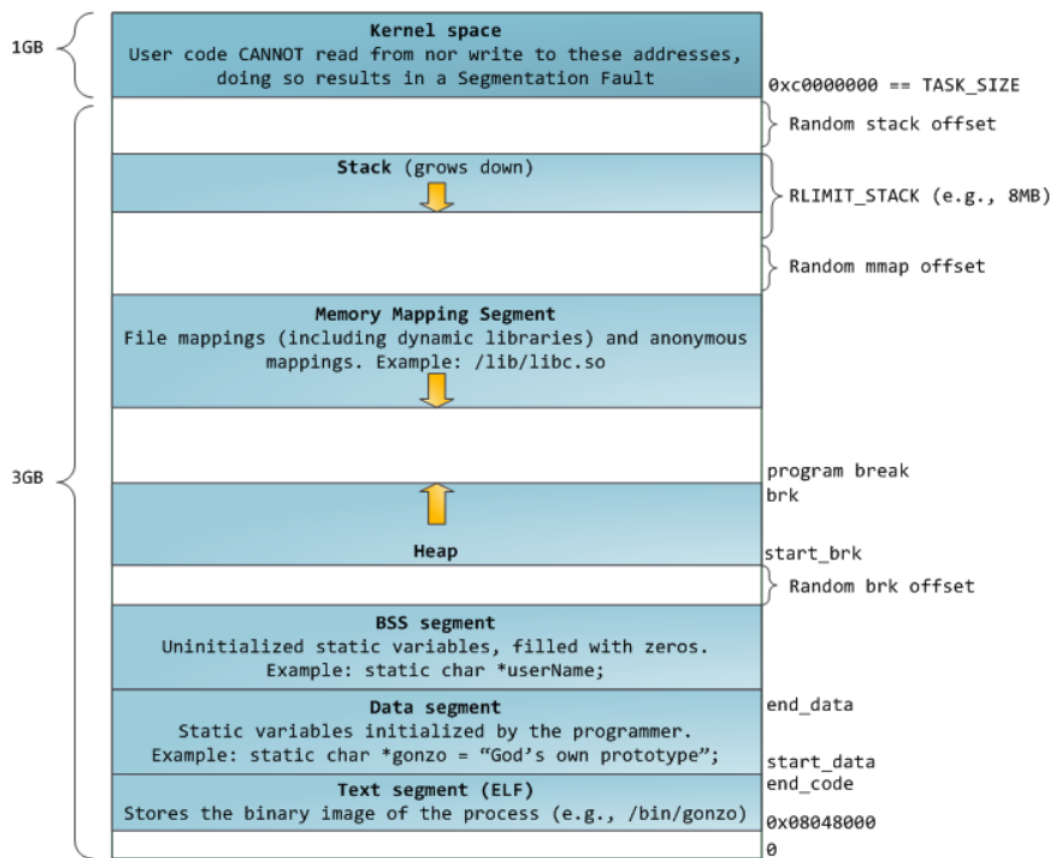 Kernel space
1GB
User code CANNOT read from nor write to these addresses,
doing so results in a Segmentation Fault
0xc0000000 == TASK_SIZE
Random stack offset
Stack (grows down)
RLIMIT_STACK (e.g., 8MB)
Random mmap offset
Memory Mapping Segment
File mappings (including dynamic libraries) and anonymous
mappings. Example: /lib/libc.so
3GB
program break
brk
Heap
start_brk
Random brk offset
BSS segment
Uninitialized static variables, filled with zeros.
Example: static char *userName;
Data segment
end_data
Static variables initialized by the programmer.
Example: static char *gonzo = “God’s own prototype”;
start_data
end_code
Text segment (ELF)
Stores the binary image of the process (e.g., /bin/gonzo)
0x08048000
0